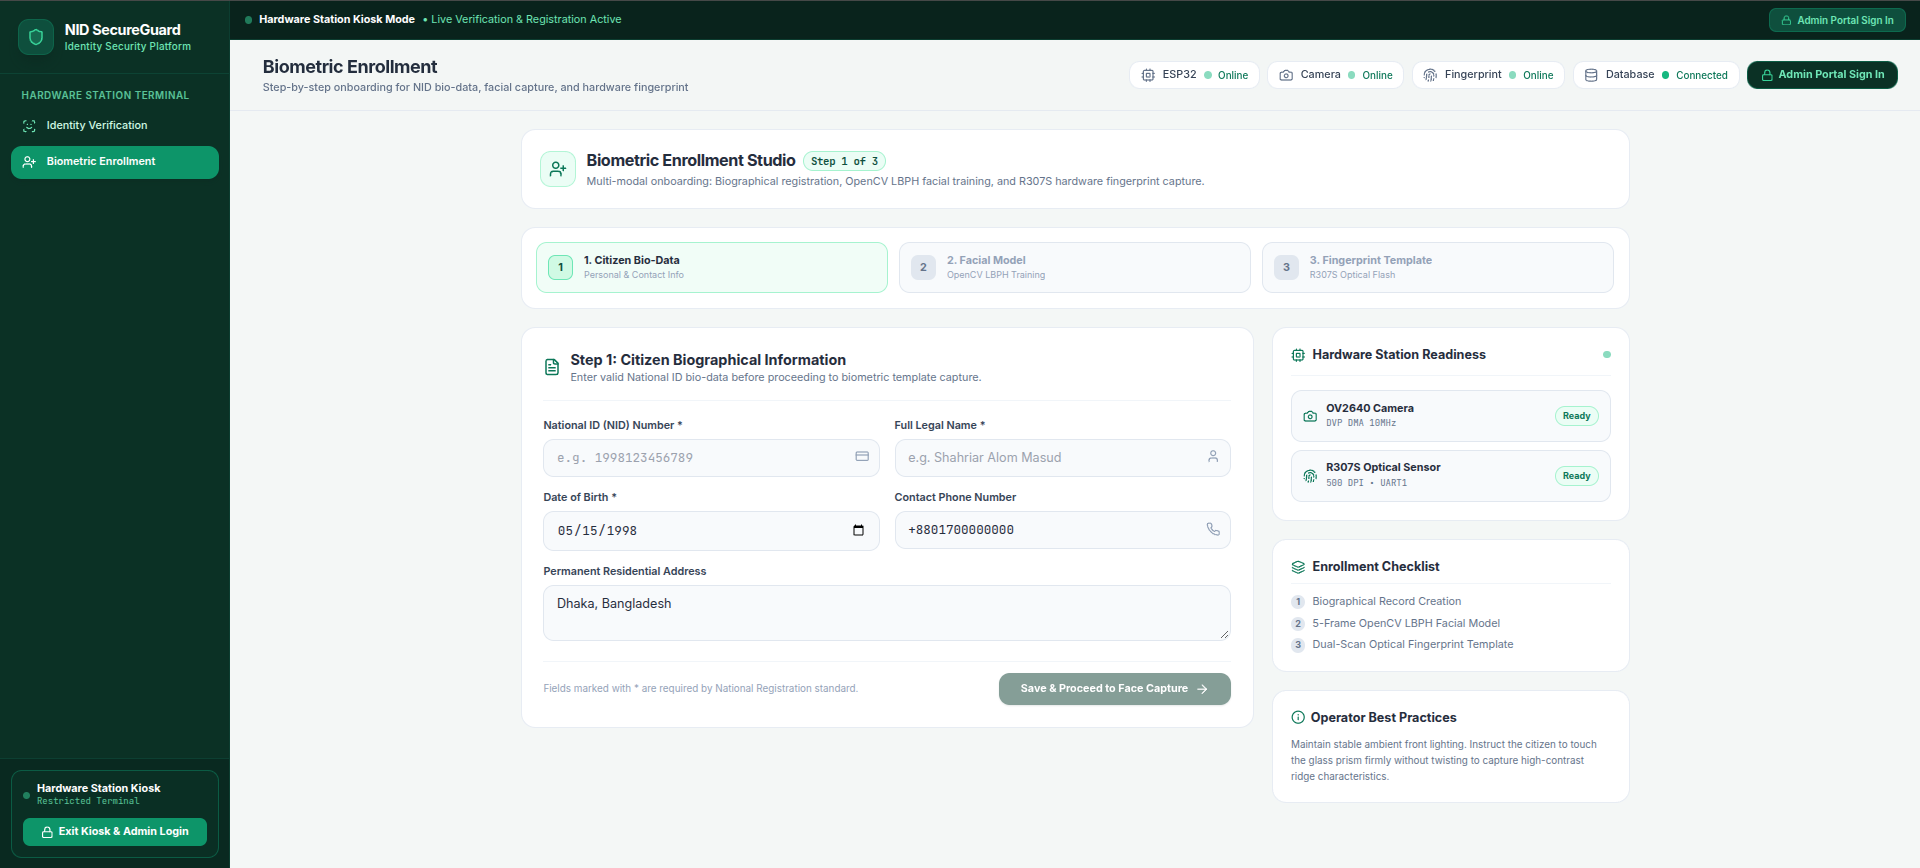 NID SecureGuard
Identity Security Platform
HARDWARE STATION TERMINAL
Identity Verification
Biometric Enrollment
Hardware Station Kiosk
Restricted Terminal
Exit Kiosk & Admin Login
Hardware Station Kiosk Mode • Live Verification & Registration Active
Admin Portal Sign In
Biometric Enrollment
Step-by-step onboarding for NID bio-data, facial capture, and hardware fingerprint
ESP32 Online
Camera Online
Fingerprint Online
Database Connected
Admin Portal Sign In
Biometric Enrollment Studio Step 1 of 3
Multi-modal onboarding: Biographical registration, OpenCV LBPH facial training, and R307S hardware fingerprint capture.
1
1. Citizen Bio-Data
Personal & Contact Info
2
2. Facial Model
OpenCV LBPH Training
3
3. Fingerprint Template
R307S Optical Flash
Step 1: Citizen Biographical Information
Enter valid National ID bio-data before proceeding to biometric template capture.
National ID (NID) Number *
e.g. 1998123456789
Full Legal Name *
e.g. Shahriar Alom Masud
Date of Birth *
05/15/1998
Contact Phone Number
+8801700000000
Permanent Residential Address
Dhaka, Bangladesh
Fields marked with * are required by National Registration standard.
Save & Proceed to Face Capture
Hardware Station Readiness
OV2640 Camera
DVP DMA 10MHz
Ready
R307S Optical Sensor
500 DPI • UART1
Ready
Enrollment Checklist
1 Biographical Record Creation
2 5-Frame OpenCV LBPH Facial Model
3 Dual-Scan Optical Fingerprint Template
Operator Best Practices
Maintain stable ambient front lighting. Instruct the citizen to touch
the glass prism firmly without twisting to capture high-contrast
ridge characteristics.